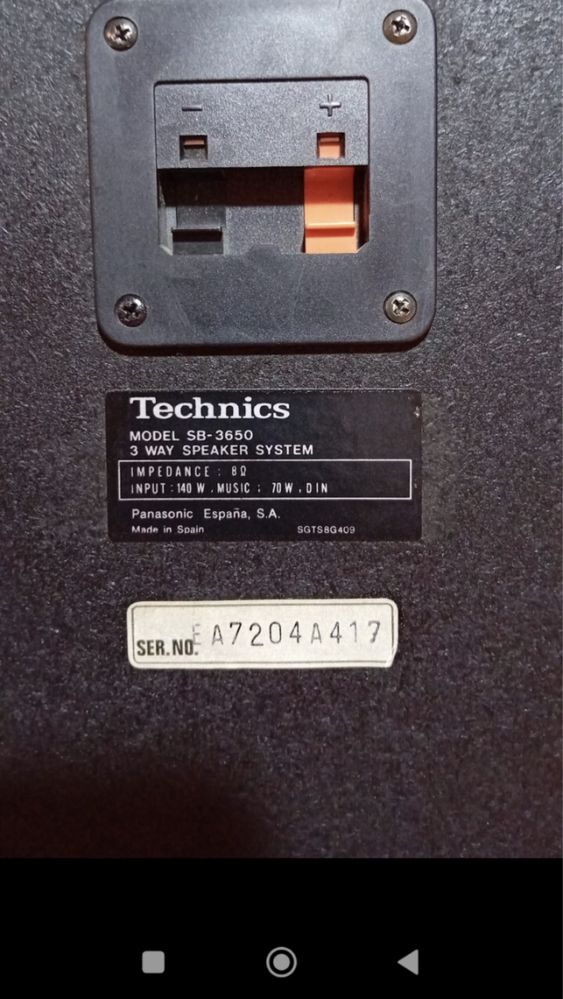 - +
Technics
MODEL SB-3650
3 WAY SPEAKER SYSTEM
IMPEDANCE : 8Ω
INPUT : 140 W . MUSIC ; 70 W . DIN
Panasonic España, S.A.
Made in Spain SGTS8G409
SER.NO. EA7204A417